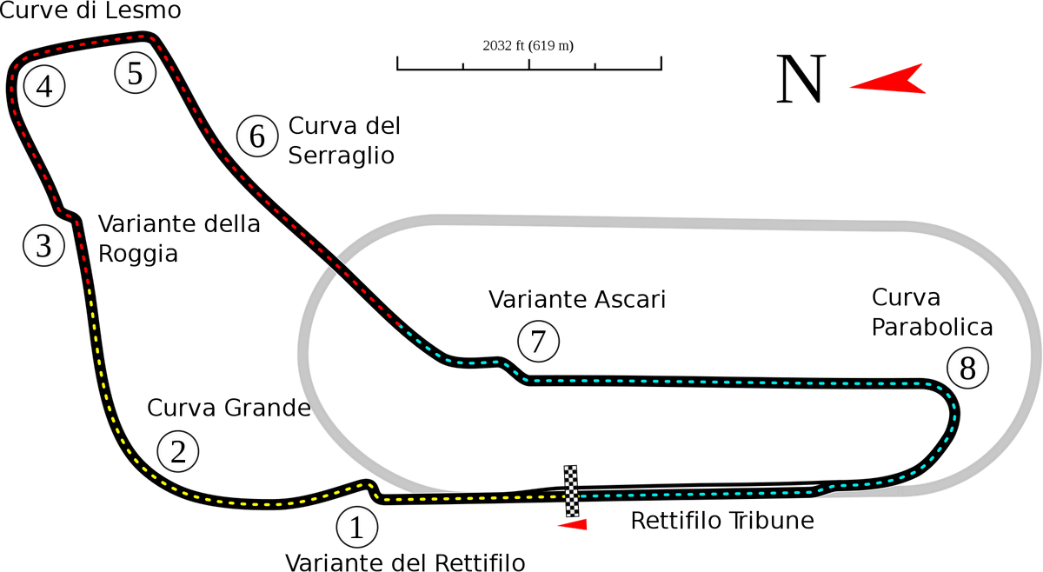 Curve di Lesmo
2032 ft (619 m)
N
4
5
6
Curva del
Serraglio
3
Variante della
Roggia
Variante Ascari
7
Curva
Parabolica
8
Curva Grande
2
1
Rettifilo Tribune
Variante del Rettifilo